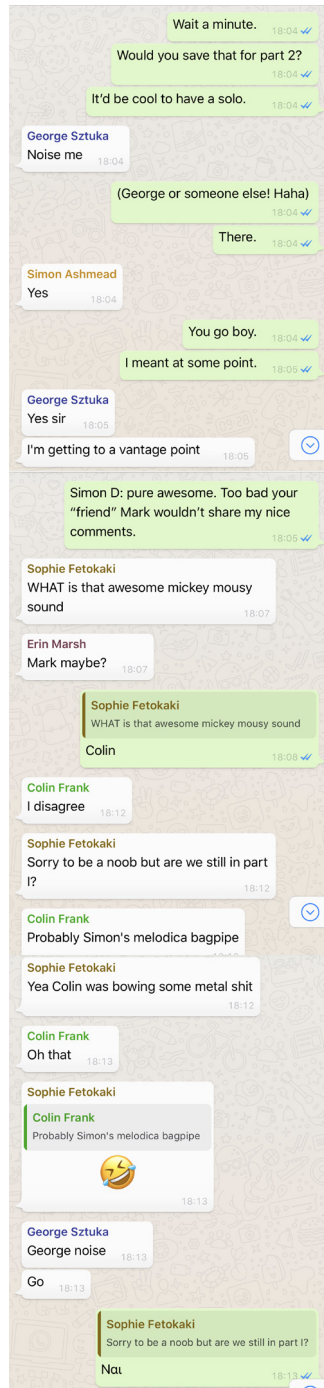 Wait a minute.
18:04
Would you save that for part 2?
18:04
It'd be cool to have a solo.
18:04
George Sztuka
Noise me
18:04
(George or someone else! Haha)
18:04
There.
18:04
Simon Ashmead
Yes
18:04
You go boy.
18:04
I meant at some point.
18:05
George Sztuka
Yes sir
18:05
I'm getting to a vantage point
18:05
Simon D: pure awesome. Too bad your
“friend” Mark wouldn't share my nice
comments.
18:05
Sophie Fetokaki
WHAT is that awesome mickey mousy
sound
18:07
Erin Marsh
Mark maybe?
18:07
Sophie Fetokaki
WHAT is that awesome mickey mousy sound
Colin
18:08
Colin Frank
I disagree
18:12
Sophie Fetokaki
Sorry to be a noob but are we still in part
I?
18:12
Colin Frank
Probably Simon's melodica bagpipe
Sophie Fetokaki
Yea Colin was bowing some metal shit
18:12
Colin Frank
Oh that
18:13
Sophie Fetokaki
Colin Frank
Probably Simon's melodica bagpipe
🤣
18:13
George Sztuka
George noise
18:13
Go
18:13
Sophie Fetokaki
Sorry to be a noob but are we still in part I?
Ναι
18:13